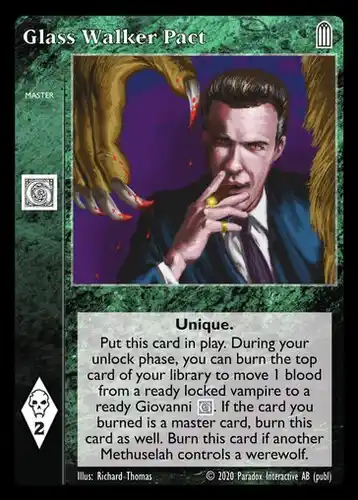 Glass Walker Pact
MASTER
Unique.
Put this card in play. During your
unlock phase, you can burn the top
card of your library to move 1 blood
from a ready locked vampire to a
ready Giovanni. If the card you
burned is a master card, burn this
card as well. Burn this card if another
Methuselah controls a werewolf.
2
Illus: Richard Thomas
© 2020 Paradox Interactive AB (publ)